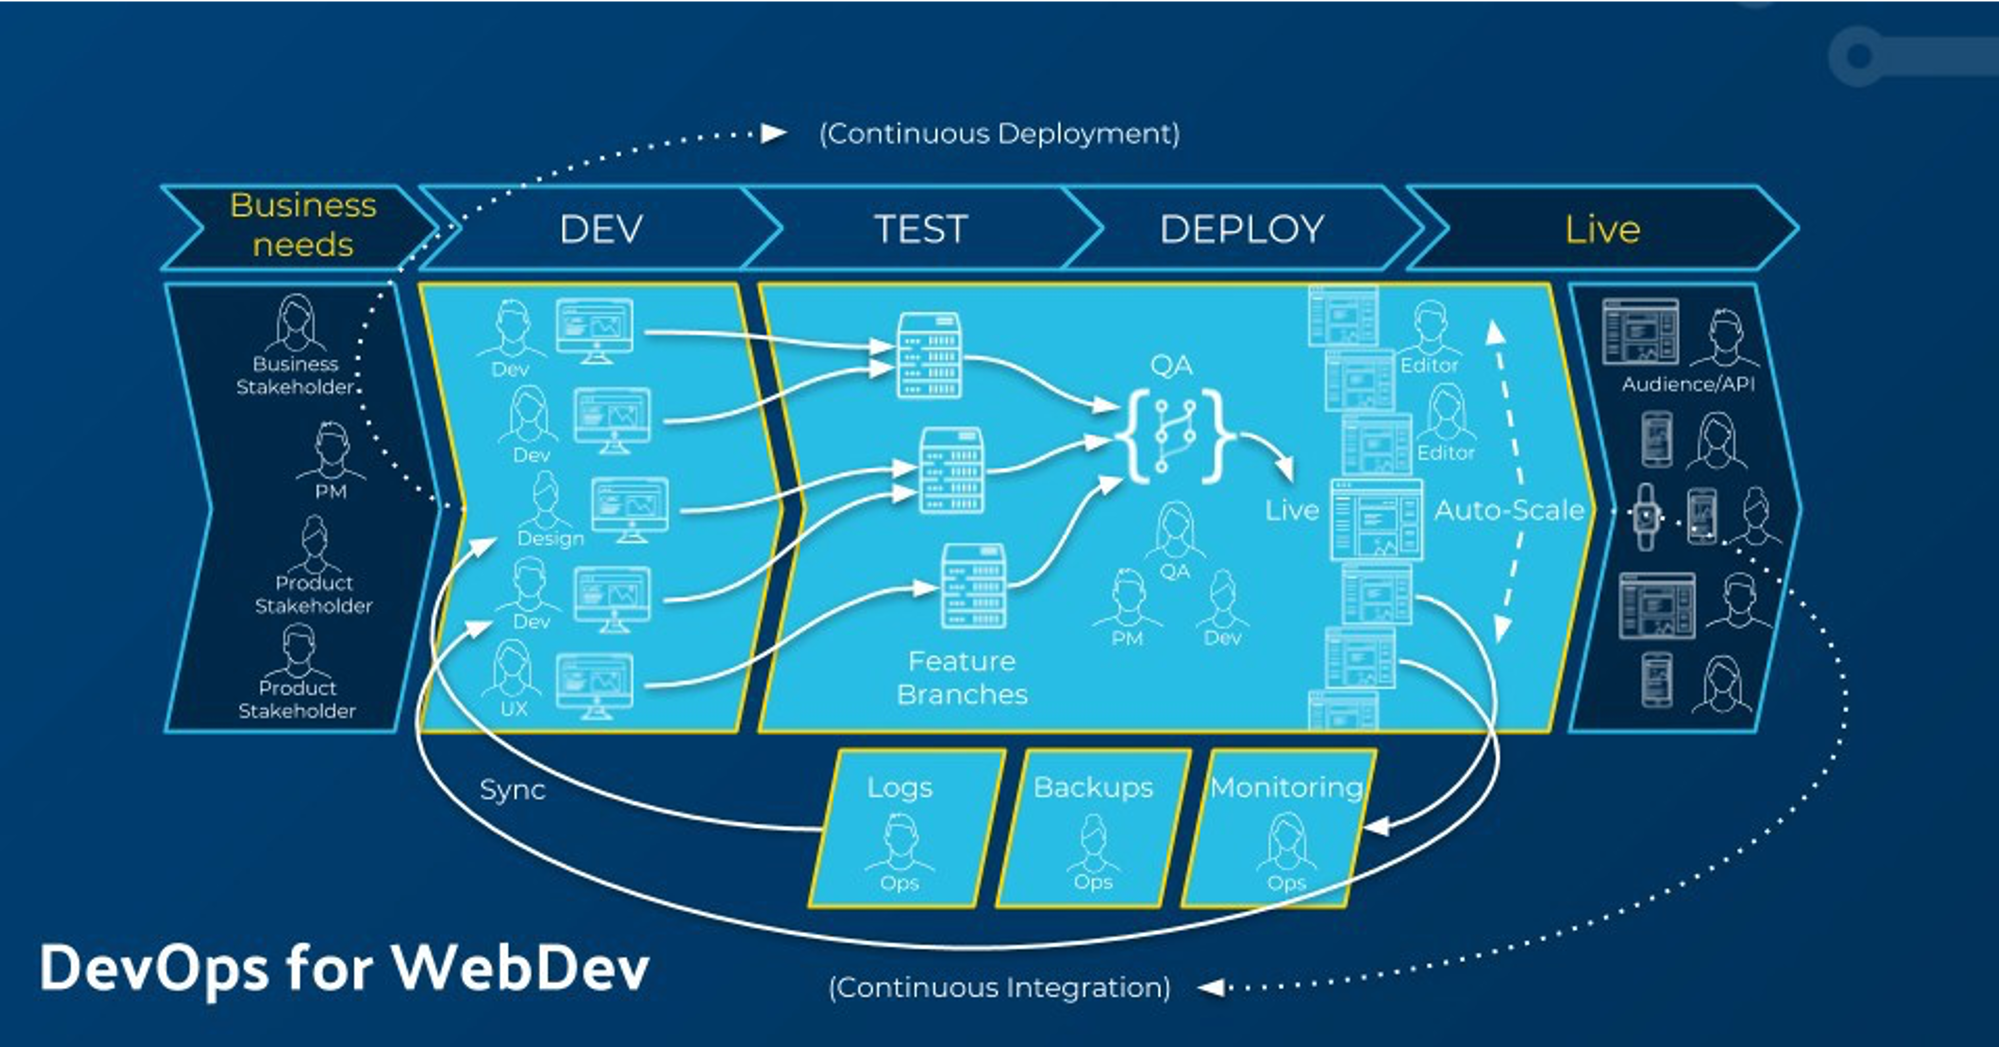 (Continuous Deployment)
Business
needs
DEV
TEST
DEPLOY
Live
Business
Stakeholder
PM
Product
Stakeholder
Product
Stakeholder
Dev
Dev
Design
Dev
UX
Feature
Branches
QA
QA
PM
Dev
Live
Editor
Editor
Auto-Scale
Audience/API
Sync
Logs
Ops
Backups
Ops
Monitoring
Ops
DevOps for WebDev
(Continuous Integration)